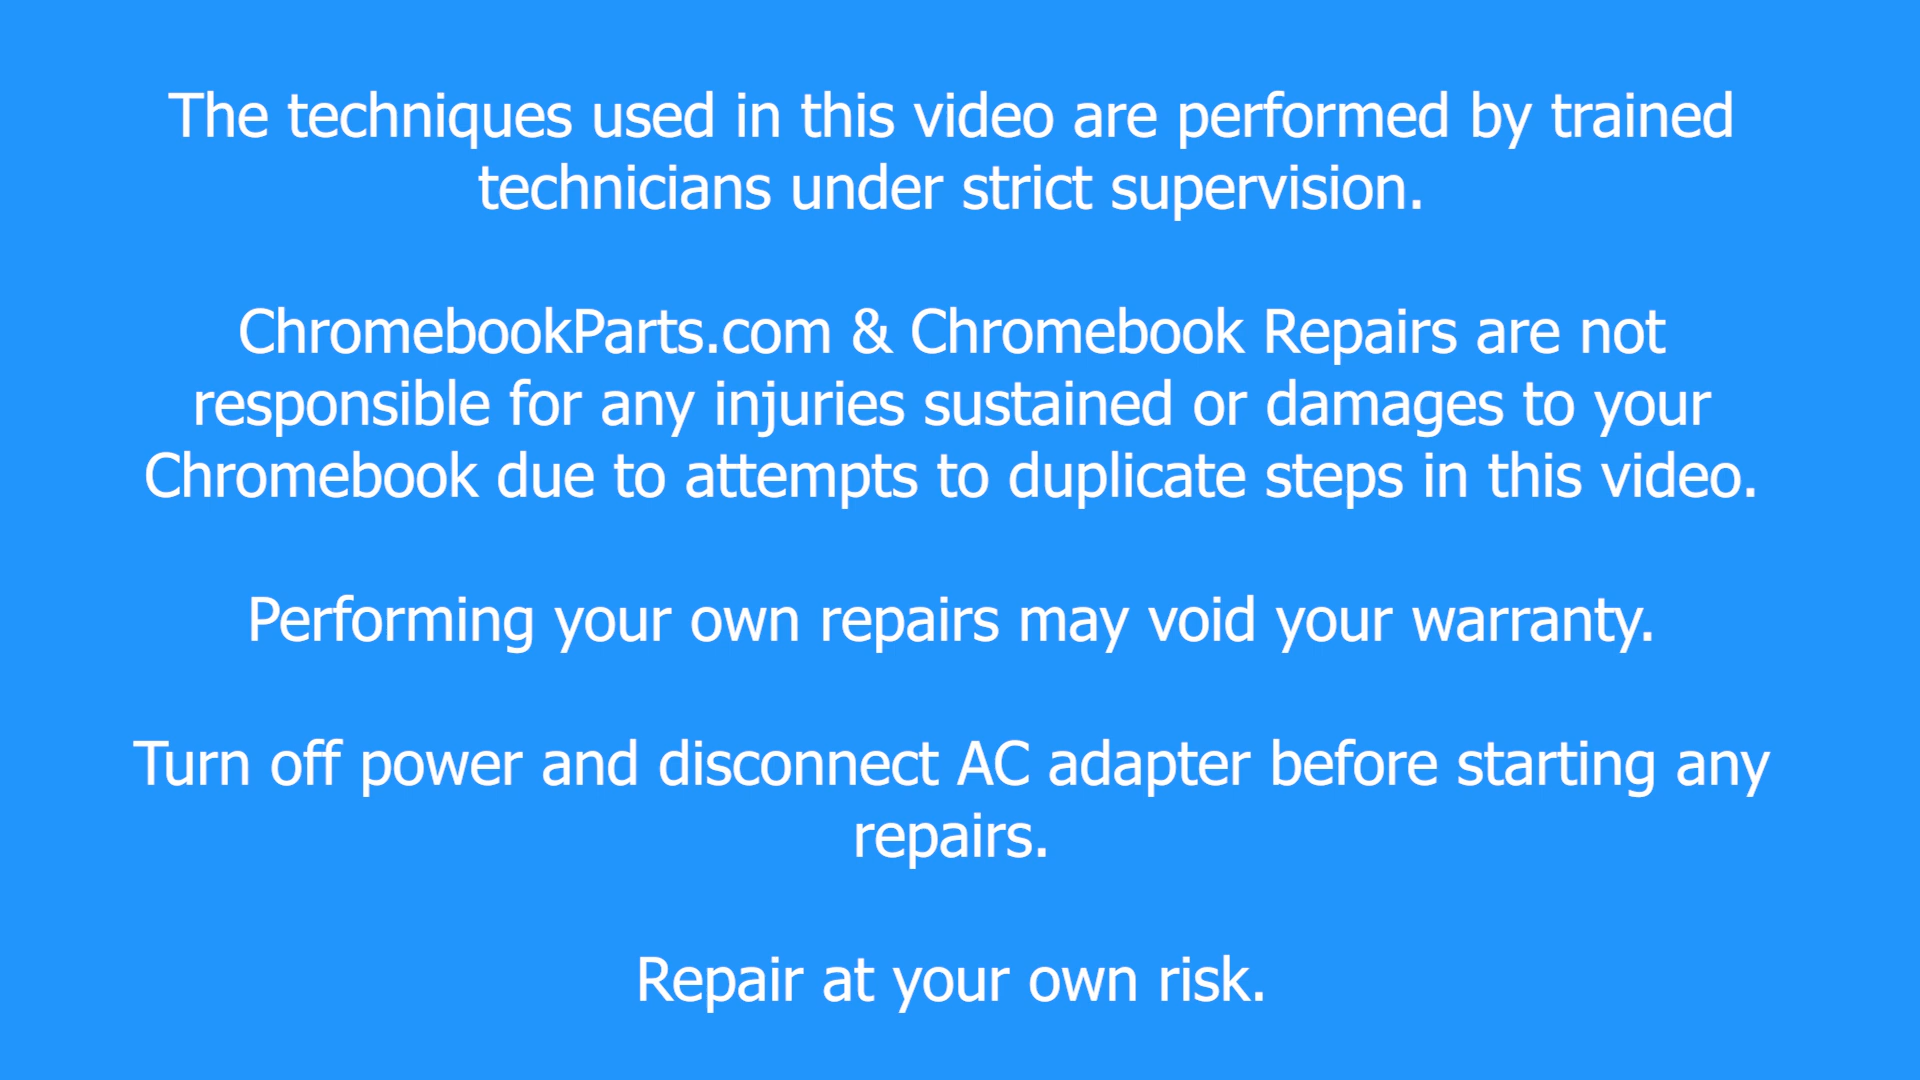 The techniques used in this video are performed by trained
technicians under strict supervision.
ChromebookParts.com & Chromebook Repairs are not
responsible for any injuries sustained or damages to your
Chromebook due to attempts to duplicate steps in this video.
Performing your own repairs may void your warranty.
Turn off power and disconnect AC adapter before starting any
repairs.
Repair at your own risk.